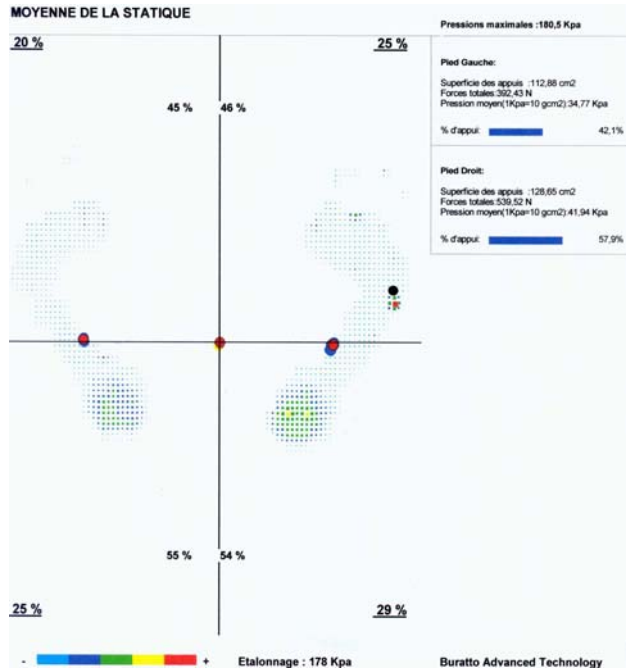 MOYENNE DE LA STATIQUE
20 %
25 %
45 %
46 %
55 %
54 %
25 %
29 %
- +
Etalonnage : 178 Kpa
Buratto Advanced Technology
Pressions maximales :180,5 Kpa
Pied Gauche:
Superficie des appuis :112,88 cm2
Forces totales:392,43 N
Pression moyen(1Kpa=10 gcm2):34,77 Kpa
% d'appui: 42,1%
Pied Droit:
Superficie des appuis :128,65 cm2
Forces totales:539,52 N
Pression moyen(1Kpa=10 gcm2):41,94 Kpa
% d'appui: 57,9%